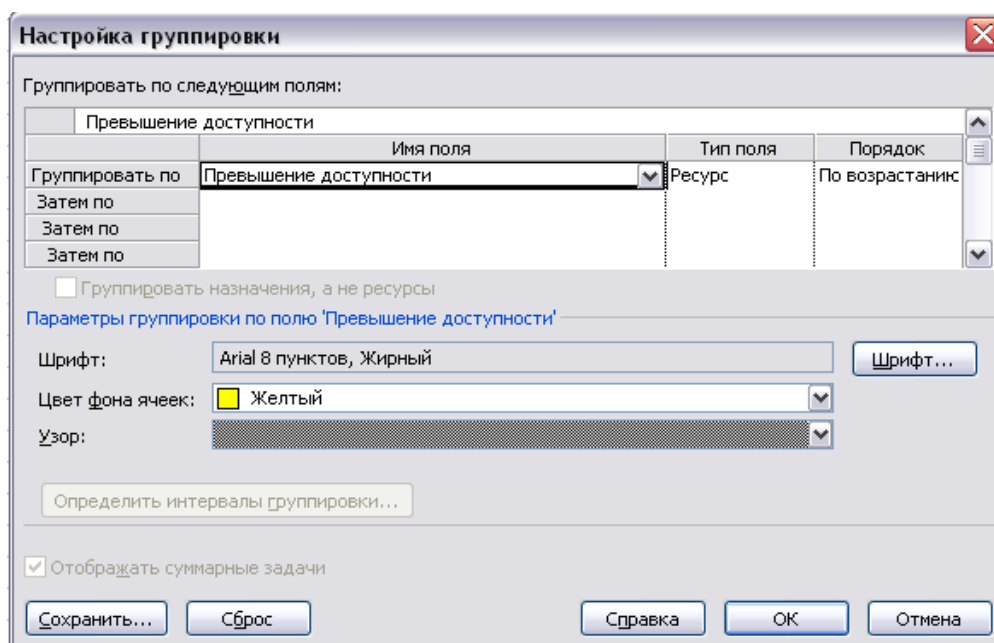 Настройка группировки
Группировать по следующим полям:
Превышение доступности
Имя поля Тип поля Порядок
Группировать по Превышение доступности Ресурс По возрастанию
Затем по
Затем по
Затем по
Группировать назначения, а не ресурсы
Параметры группировки по полю 'Превышение доступности'
Шрифт: Arial 8 пунктов, Жирный Шрифт...
Цвет фона ячеек: Желтый
Узор:
Определить интервалы группировки...
Отображать суммарные задачи
Сохранить... Сброс Справка ОК Отмена